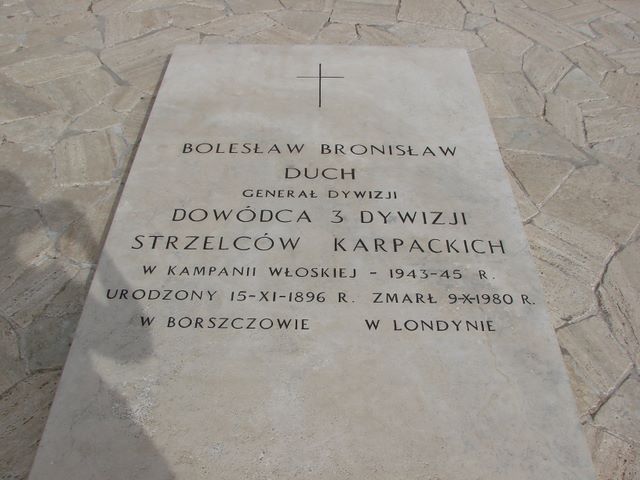 BOLESŁAW BRONISŁAW
DUCH
GENERAŁ DYWIZJI
DOWÓDCA 3 DYWIZJI
STRZELCÓW KARPACKICH
W KAMPANII WŁOSKIEJ - 1943-45 R.
URODZONY 15-XI-1896 R. ZMARŁ 9-X-1980 R.
W BORSZCZOWIE W LONDYNIE